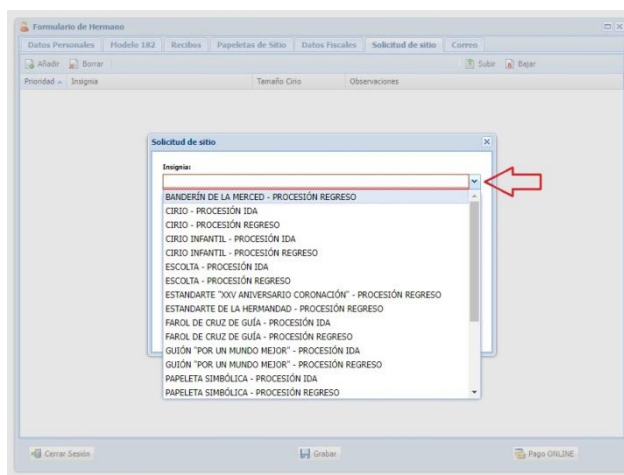 Formulario de Hermano
Datos Personales Modelo 182 Recibos Papeletas de Sitio Datos Fiscales Solicitud de sitio Correo
Añadir Borrar Subir Bajar
Prioridad Insignia Tamaño Cirio Observaciones
Solicitud de sitio
Insignia:
BANDERÍN DE LA MERCED - PROCESIÓN REGRESO
CIRIO - PROCESIÓN IDA
CIRIO - PROCESIÓN REGRESO
CIRIO INFANTIL - PROCESIÓN IDA
CIRIO INFANTIL - PROCESIÓN REGRESO
ESCOLTA - PROCESIÓN IDA
ESCOLTA - PROCESIÓN REGRESO
ESTANDARTE "XXV ANIVERSARIO CORONACIÓN" - PROCESIÓN REGRESO
ESTANDARTE DE LA HERMANDAD - PROCESIÓN REGRESO
FAROL DE CRUZ DE GUÍA - PROCESIÓN IDA
FAROL DE CRUZ DE GUÍA - PROCESIÓN REGRESO
GUIÓN "POR UN MUNDO MEJOR" - PROCESIÓN IDA
GUIÓN "POR UN MUNDO MEJOR" - PROCESIÓN REGRESO
PAPELETA SIMBÓLICA - PROCESIÓN IDA
PAPELETA SIMBÓLICA - PROCESIÓN REGRESO
Cerrar Sesión Grabar Pago ONLINE